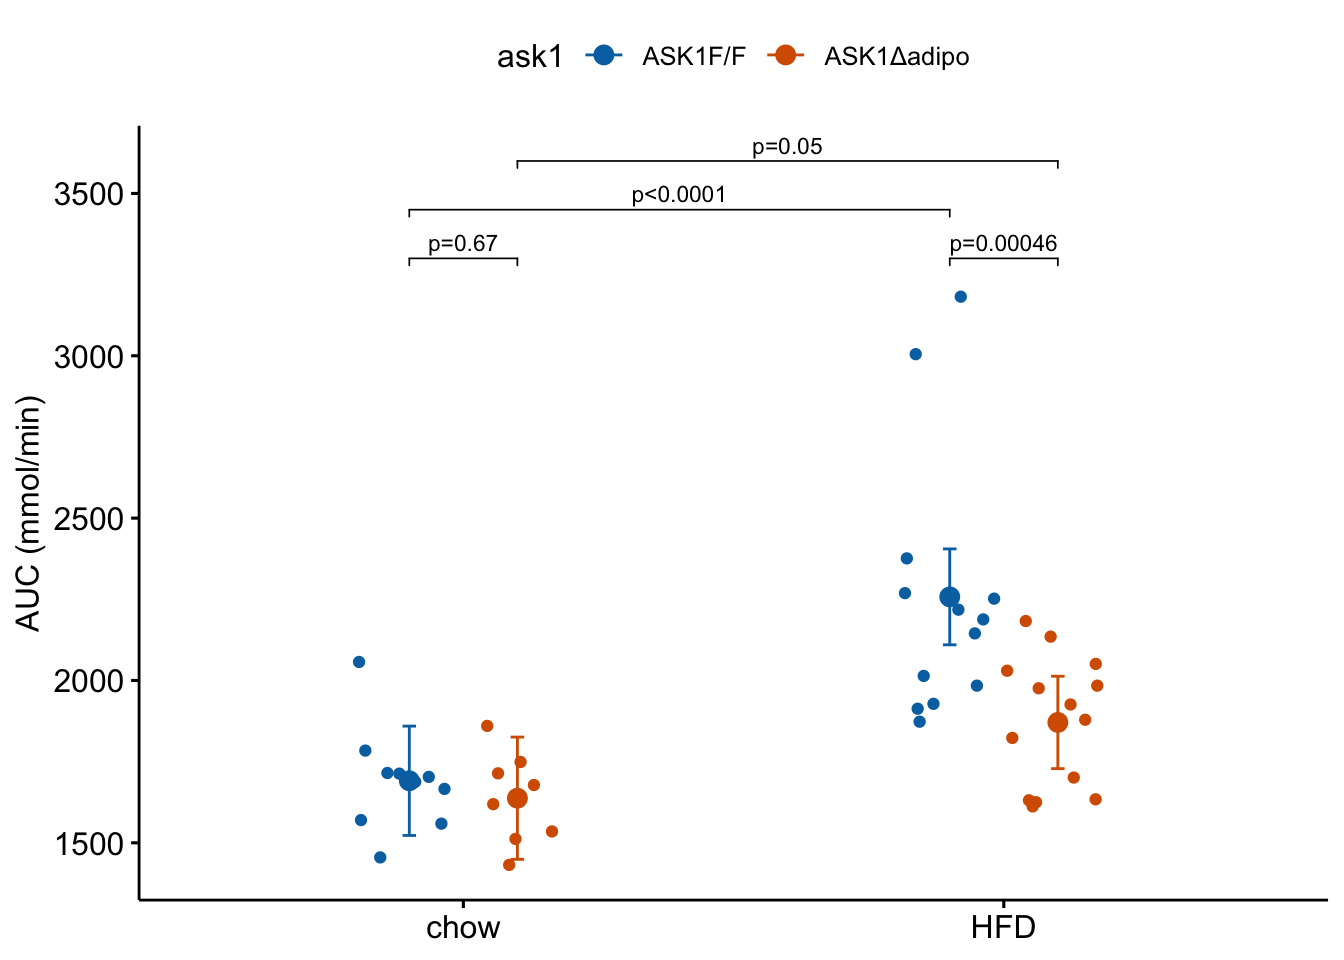 ask1 ASK1F/F ASK1Δadipo
p=0.05
p<0.0001
p=0.67 p=0.00046
3500
3000
2500
2000
1500
AUC (mmol/min)
chow HFD